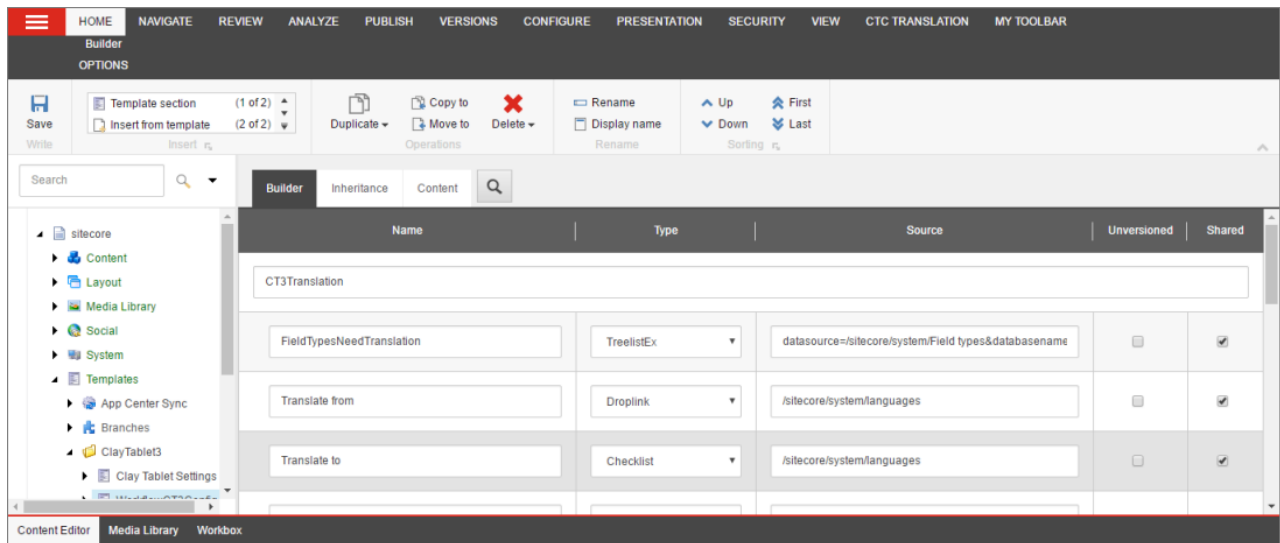 HOME NAVIGATE REVIEW ANALYZE PUBLISH VERSIONS CONFIGURE PRESENTATION SECURITY VIEW CTC TRANSLATION MY TOOLBAR
Builder
OPTIONS
Template section (1 of 2) Copy to Rename Up First
Save Insert from template (2 of 2) Duplicate Move to Delete Display name Down Last
Write Insert Operations Rename Sorting
Search Builder Inheritance Content
sitecore Name Type Source Unversioned Shared
Content
CT3Translation
Layout
Media Library
Social
FieldTypesNeedTranslation TreelistEx datasource=/sitecore/system/Field types&databasename
System
Templates
App Center Sync Translate from Droplink /sitecore/system/languages
Branches
ClayTablet3
Translate to Checklist /sitecore/system/languages
Clay Tablet Settings
WorkflowCT3Config
Content Editor Media Library Workbox